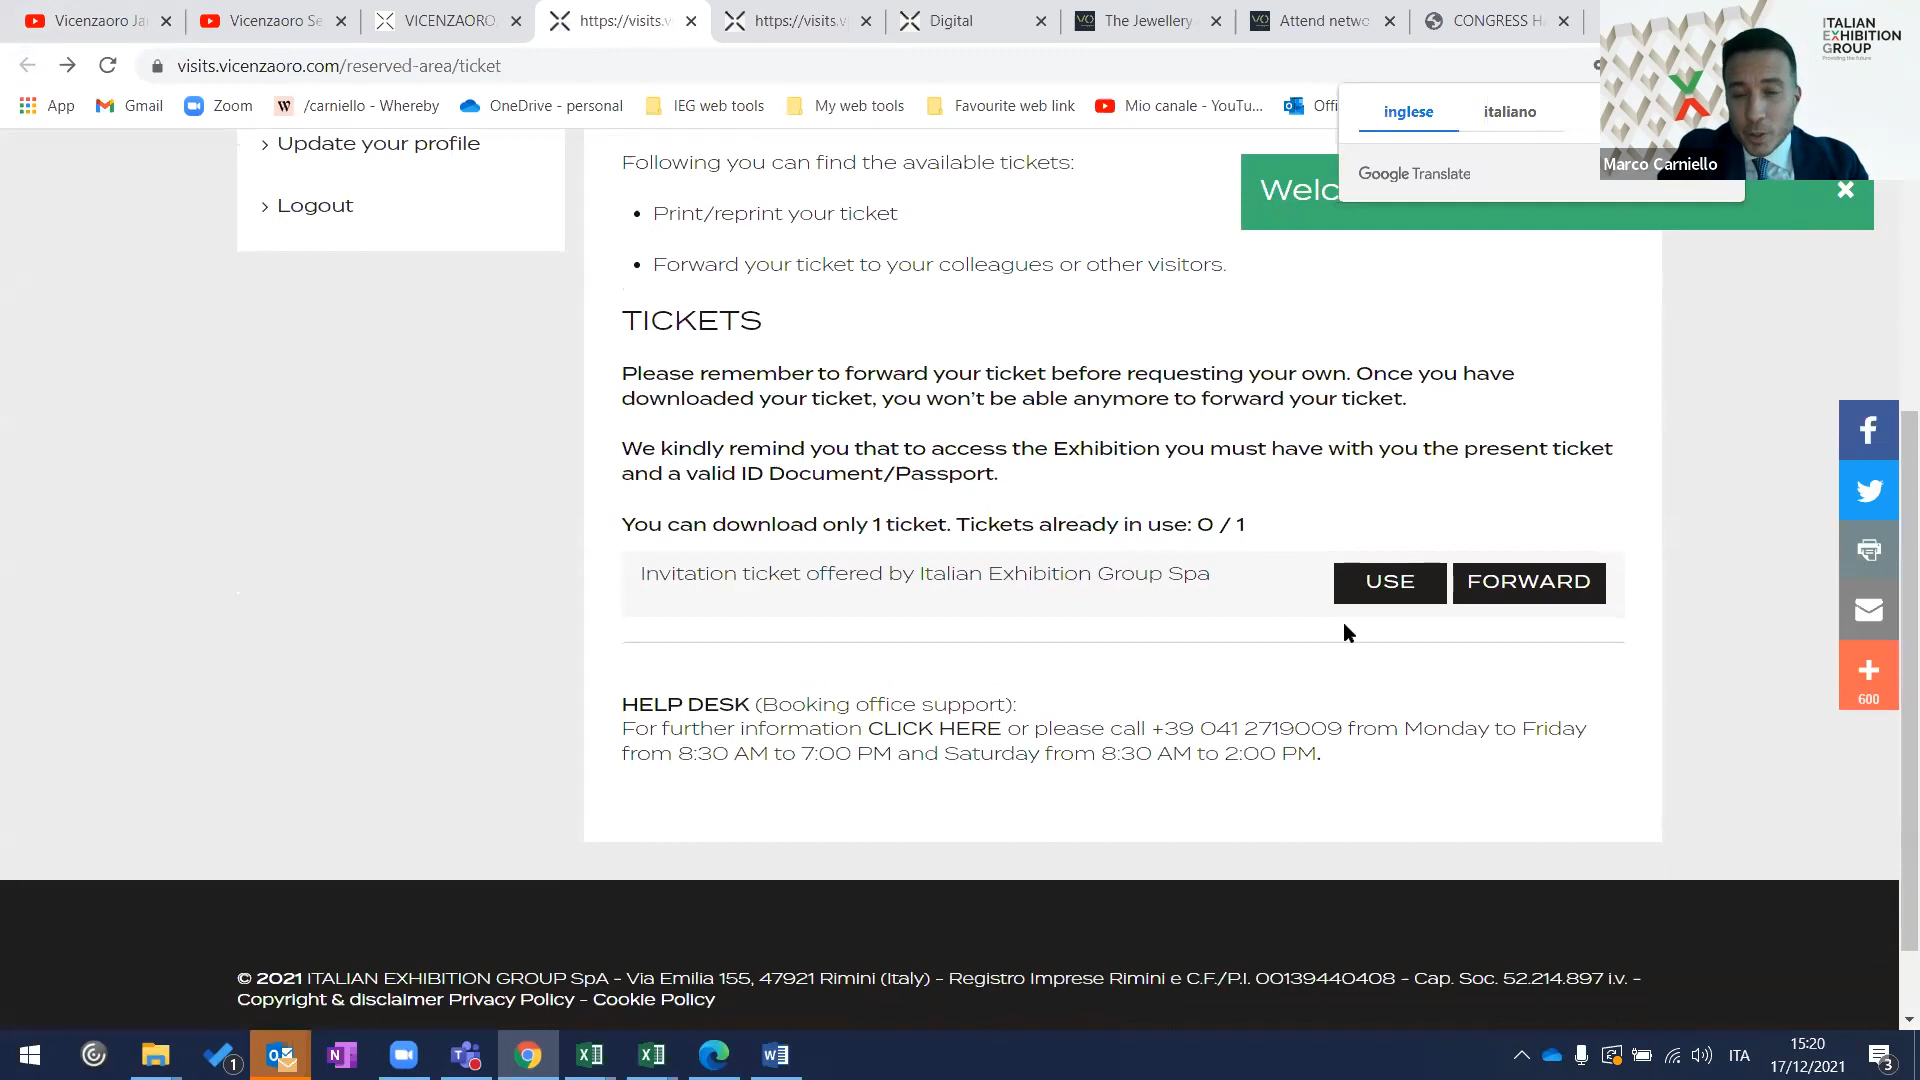 Vicenzaoro Ja
Vicenzaoro Se
VICENZAORO
https://visits.v
https://visits.v
Digital
The Jewellery
Attend netwo
CONGRESS H
visits.vicenzaoro.com/reserved-area/ticket
App
Gmail
Zoom
/carniello - Whereby
OneDrive - personal
IEG web tools
My web tools
Favourite web link
Mio canale - YouTu...
Offi
inglese
italiano
Google Translate
ITALIAN
EXHIBITION
GROUP
Providing the future
Marco Carniello
Welc
Update your profile
Logout
Following you can find the available tickets:
• Print/reprint your ticket
• Forward your ticket to your colleagues or other visitors.
TICKETS
Please remember to forward your ticket before requesting your own. Once you have
downloaded your ticket, you won't be able anymore to forward your ticket.
We kindly remind you that to access the Exhibition you must have with you the present ticket
and a valid ID Document/Passport.
You can download only 1 ticket. Tickets already in use: 0 / 1
Invitation ticket offered by Italian Exhibition Group Spa
USE
FORWARD
HELP DESK (Booking office support):
For further information CLICK HERE or please call +39 041 2719009 from Monday to Friday
from 8:30 AM to 7:00 PM and Saturday from 8:30 AM to 2:00 PM.
600
© 2021 ITALIAN EXHIBITION GROUP SpA - Via Emilia 155, 47921 Rimini (Italy) - Registro Imprese Rimini e C.F./P.I. 00139440408 - Cap. Soc. 52.214.897 i.v. -
Copyright & disclaimer Privacy Policy - Cookie Policy
1
ITA
15:20
17/12/2021
3